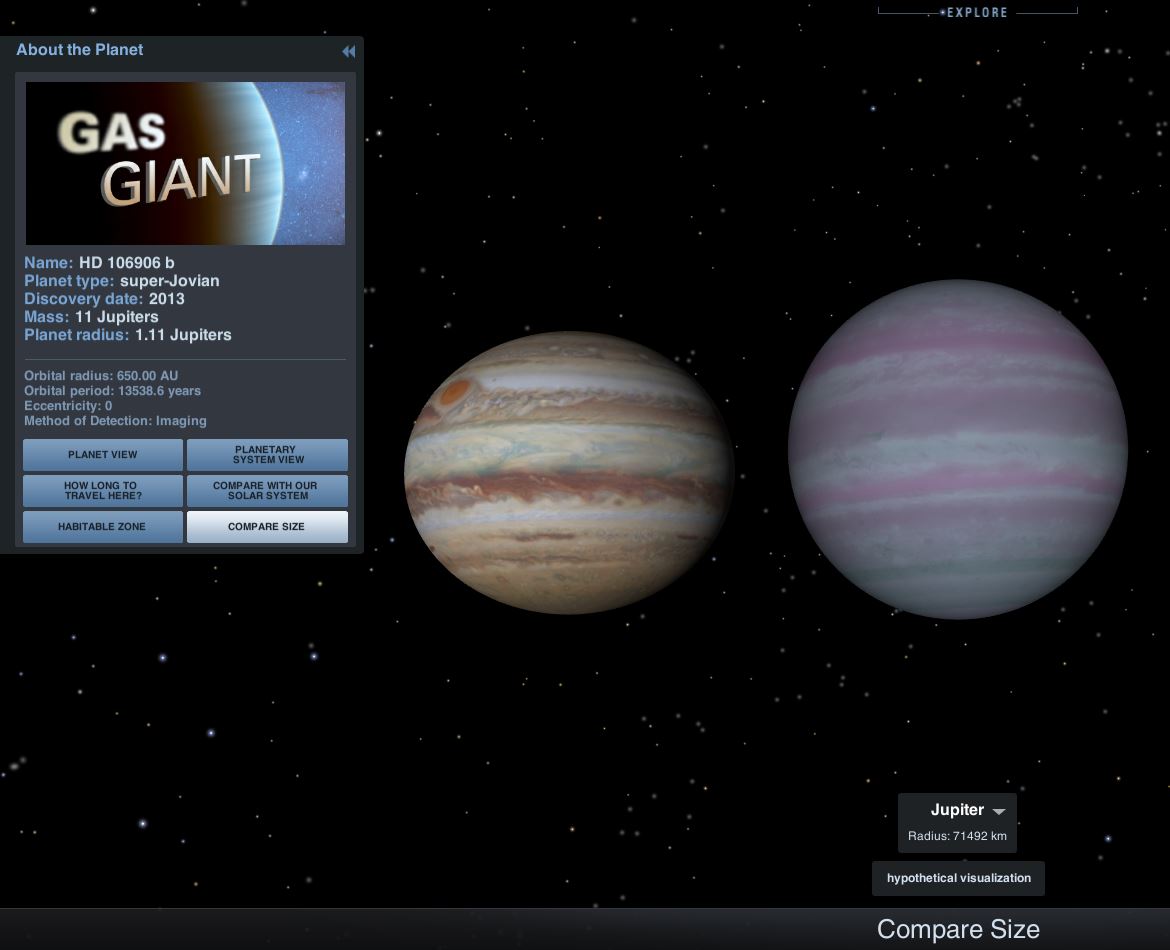 EXPLORE
About the Planet
GAS
GIANT
Name: HD 106906 b
Planet type: super-Jovian
Discovery date: 2013
Mass: 11 Jupiters
Planet radius: 1.11 Jupiters
Orbital radius: 650.00 AU
Orbital period: 13538.6 years
Eccentricity: 0
Method of Detection: Imaging
PLANET VIEW
PLANETARY
SYSTEM VIEW
HOW LONG TO
TRAVEL HERE?
COMPARE WITH OUR
SOLAR SYSTEM
HABITABLE ZONE
COMPARE SIZE
Jupiter
Radius: 71492 km
hypothetical visualization
Compare Size